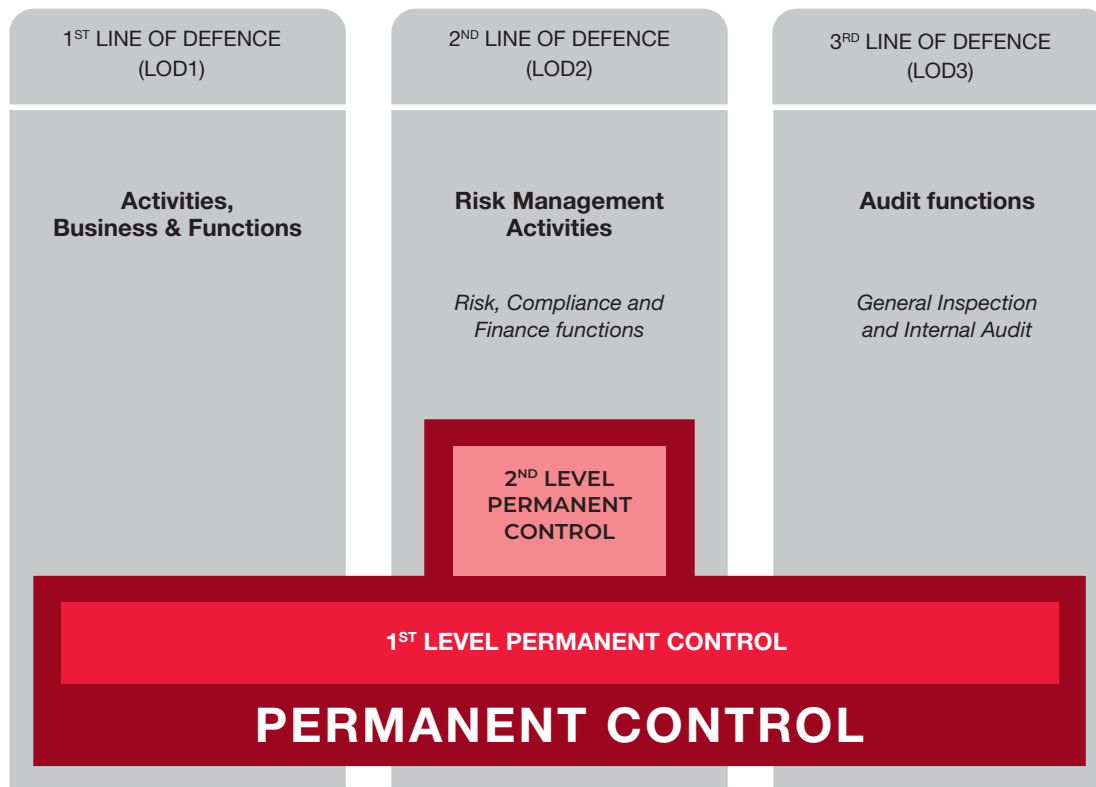 1ST LINE OF DEFENCE
(LOD1)
Activities,
Business & Functions
2ND LINE OF DEFENCE
(LOD2)
Risk Management
Activities
Risk, Compliance and
Finance functions
3RD LINE OF DEFENCE
(LOD3)
Audit functions
General Inspection
and Internal Audit
2ND LEVEL
PERMANENT
CONTROL
1ST LEVEL PERMANENT CONTROL
PERMANENT CONTROL